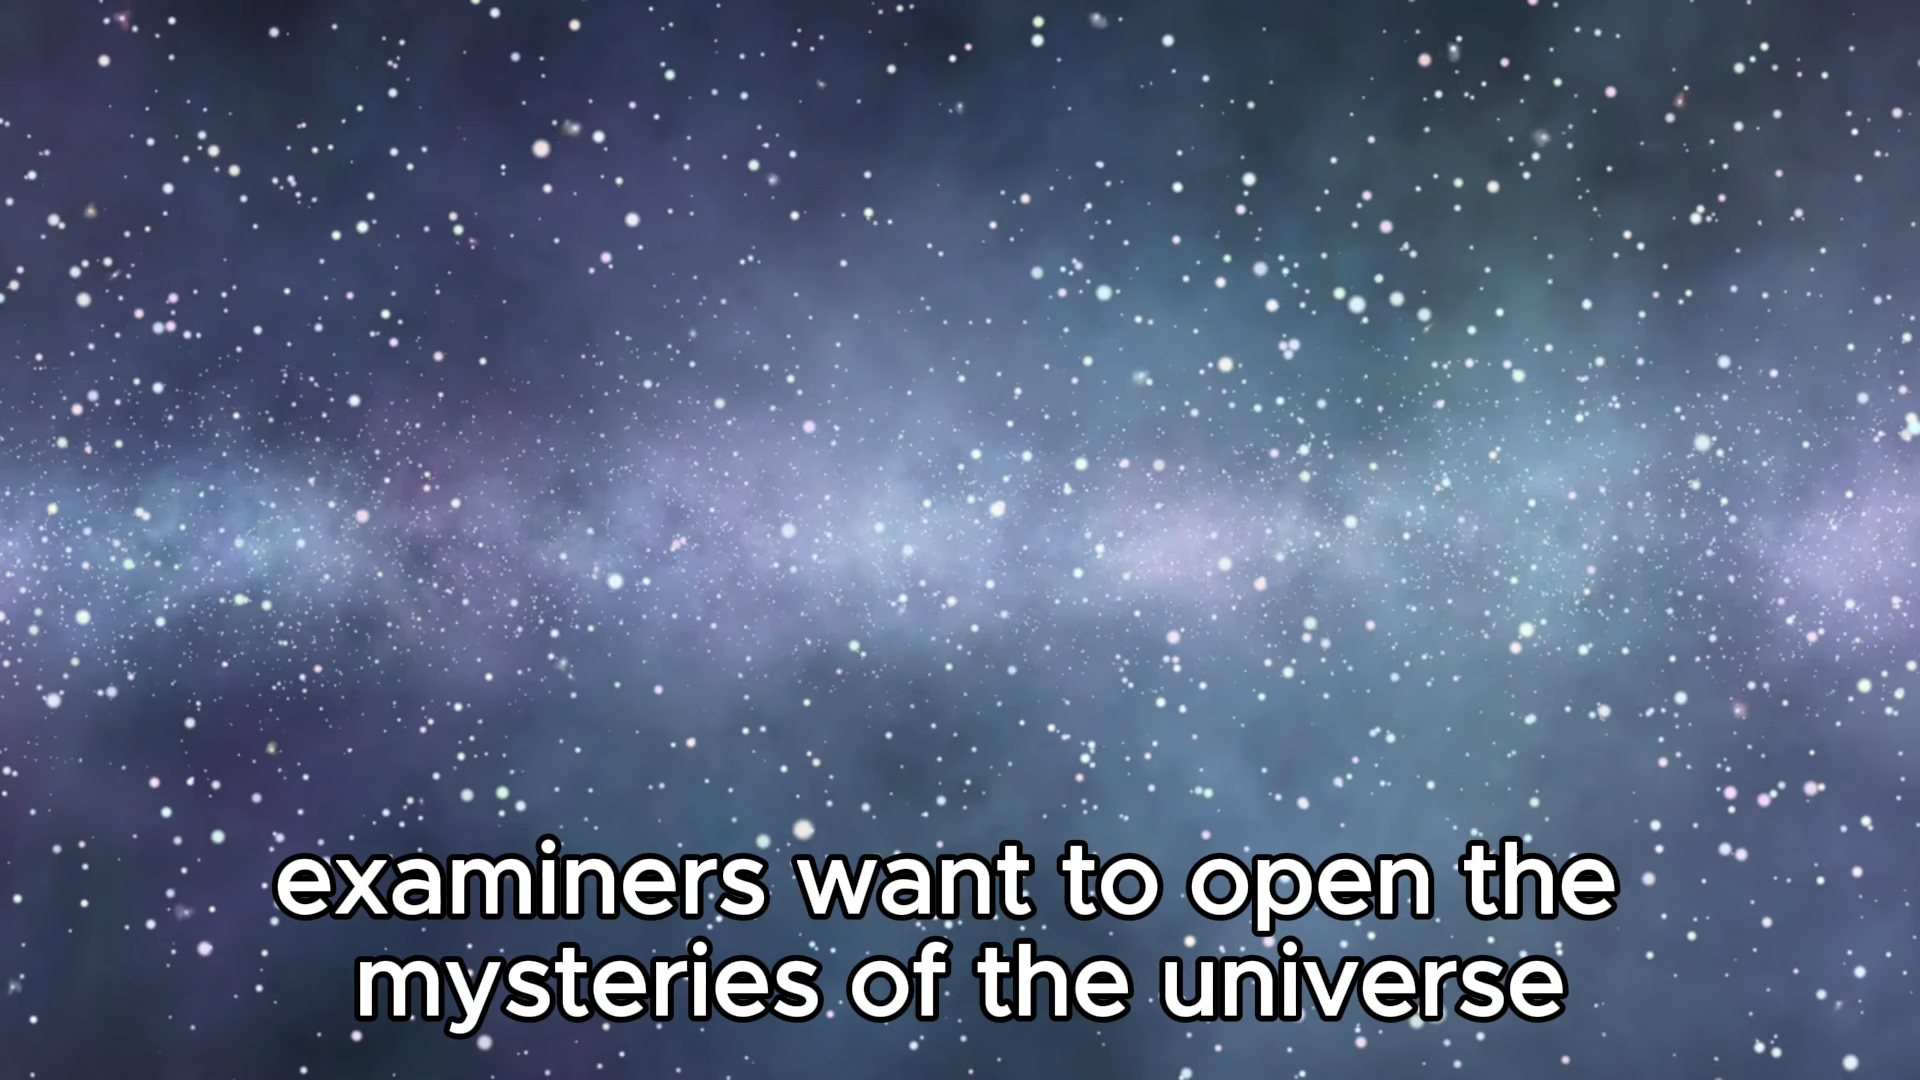 examiners want to open the
mysteries of the universe